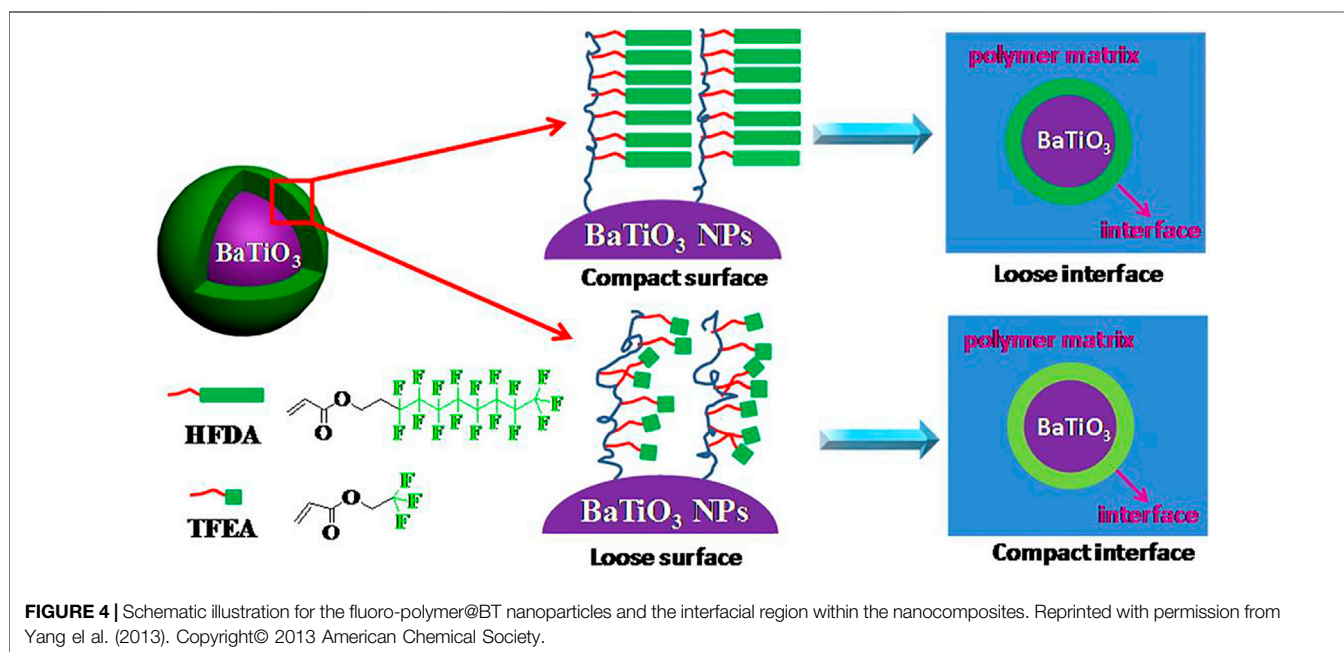 BaTiO₃
HFDA
O
O
F F F F F F F F
F
F
F F F F F F F
TFEA
O
O
F
F
F
BaTiO₃ NPs
Compact surface
BaTiO₃ NPs
Loose surface
polymer matrix
BaTiO₃
interface
Loose interface
polymer matrix
BaTiO₃
interface
Compact interface
FIGURE 4 | Schematic illustration for the fluoro-polymer@BT nanoparticles and the interfacial region within the nanocomposites. Reprinted with permission from
Yang el al. (2013). Copyright© 2013 American Chemical Society.